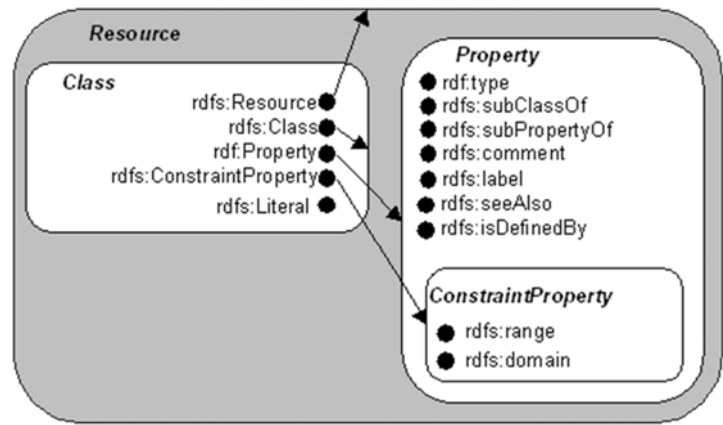 Resource
Class
rdfs:Resource
rdfs:Class
rdf:Property
rdfs:ConstraintProperty
rdfs:Literal
Property
rdf:type
rdfs:subClassOf
rdfs:subPropertyOf
rdfs:comment
rdfs:label
rdfs:seeAlso
rdfs:isDefinedBy
ConstraintProperty
rdfs:range
rdfs:domain